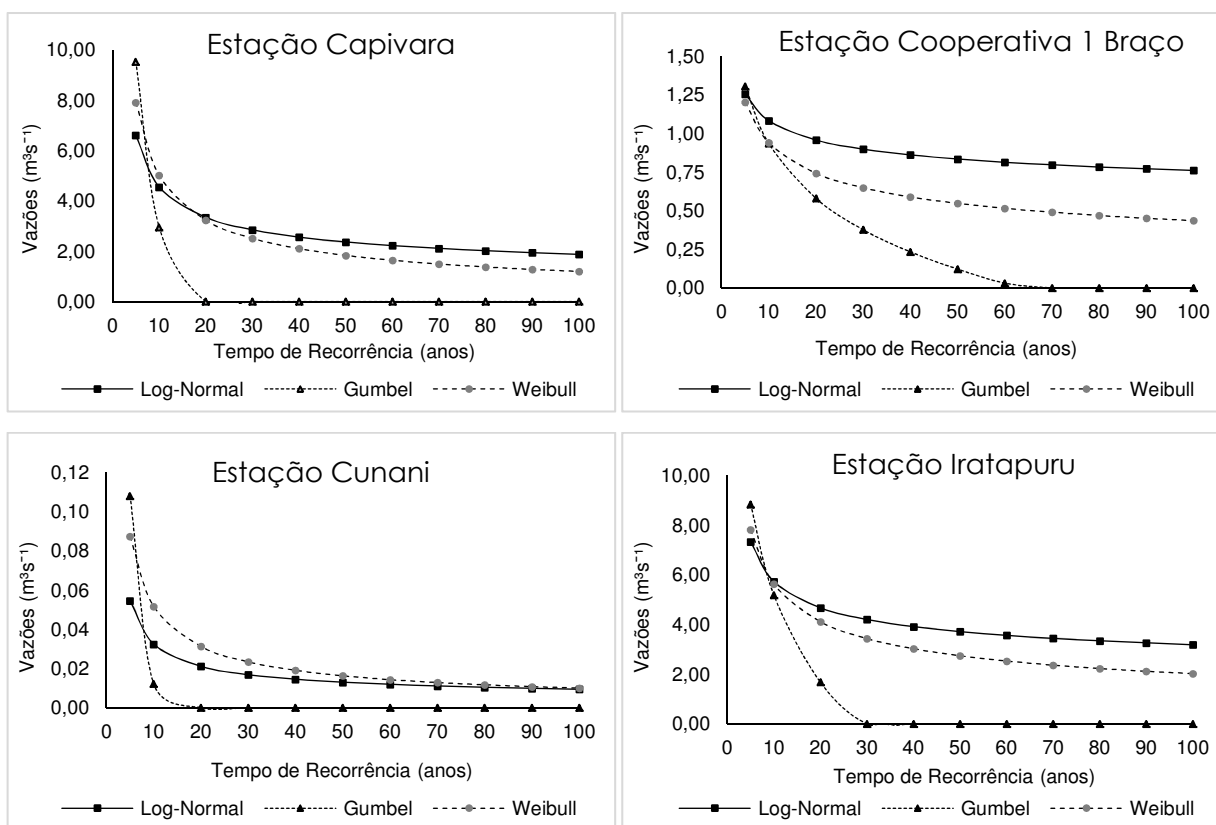 Estação Capivara
10,00
8,00
6,00
4,00
2,00
0,00
Vazões (m³s⁻¹)
0 10 20 30 40 50 60 70 80 90 100
Tempo de Recorrência (anos)
Log-Normal Gumbel Weibull
Estação Cooperativa 1 Braço
1,50
1,25
1,00
0,75
0,50
0,25
0,00
Vazões (m³s⁻¹)
0 10 20 30 40 50 60 70 80 90 100
Tempo de Recorrência (anos)
Log-Normal Gumbel Weibull
Estação Cunani
0,12
0,10
0,08
0,06
0,04
0,02
0,00
Vazões (m³s⁻¹)
0 10 20 30 40 50 60 70 80 90 100
Tempo de Recorrência (anos)
Log-Normal Gumbel Weibull
Estação Iratapuru
10,00
8,00
6,00
4,00
2,00
0,00
Vazões (m³s⁻¹)
0 10 20 30 40 50 60 70 80 90 100
Tempo de Recorrência (anos)
Log-Normal Gumbel Weibull